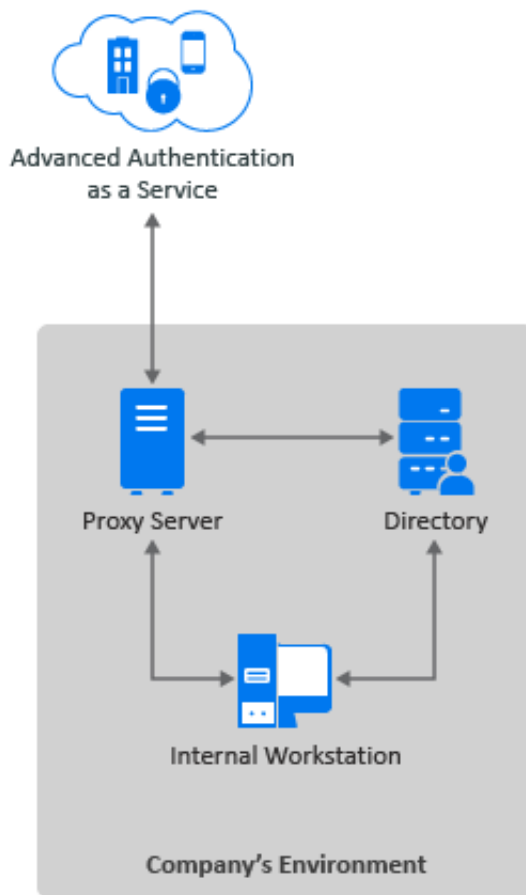 Advanced Authentication
as a Service
Proxy Server
Directory
Internal Workstation
Company's Environment